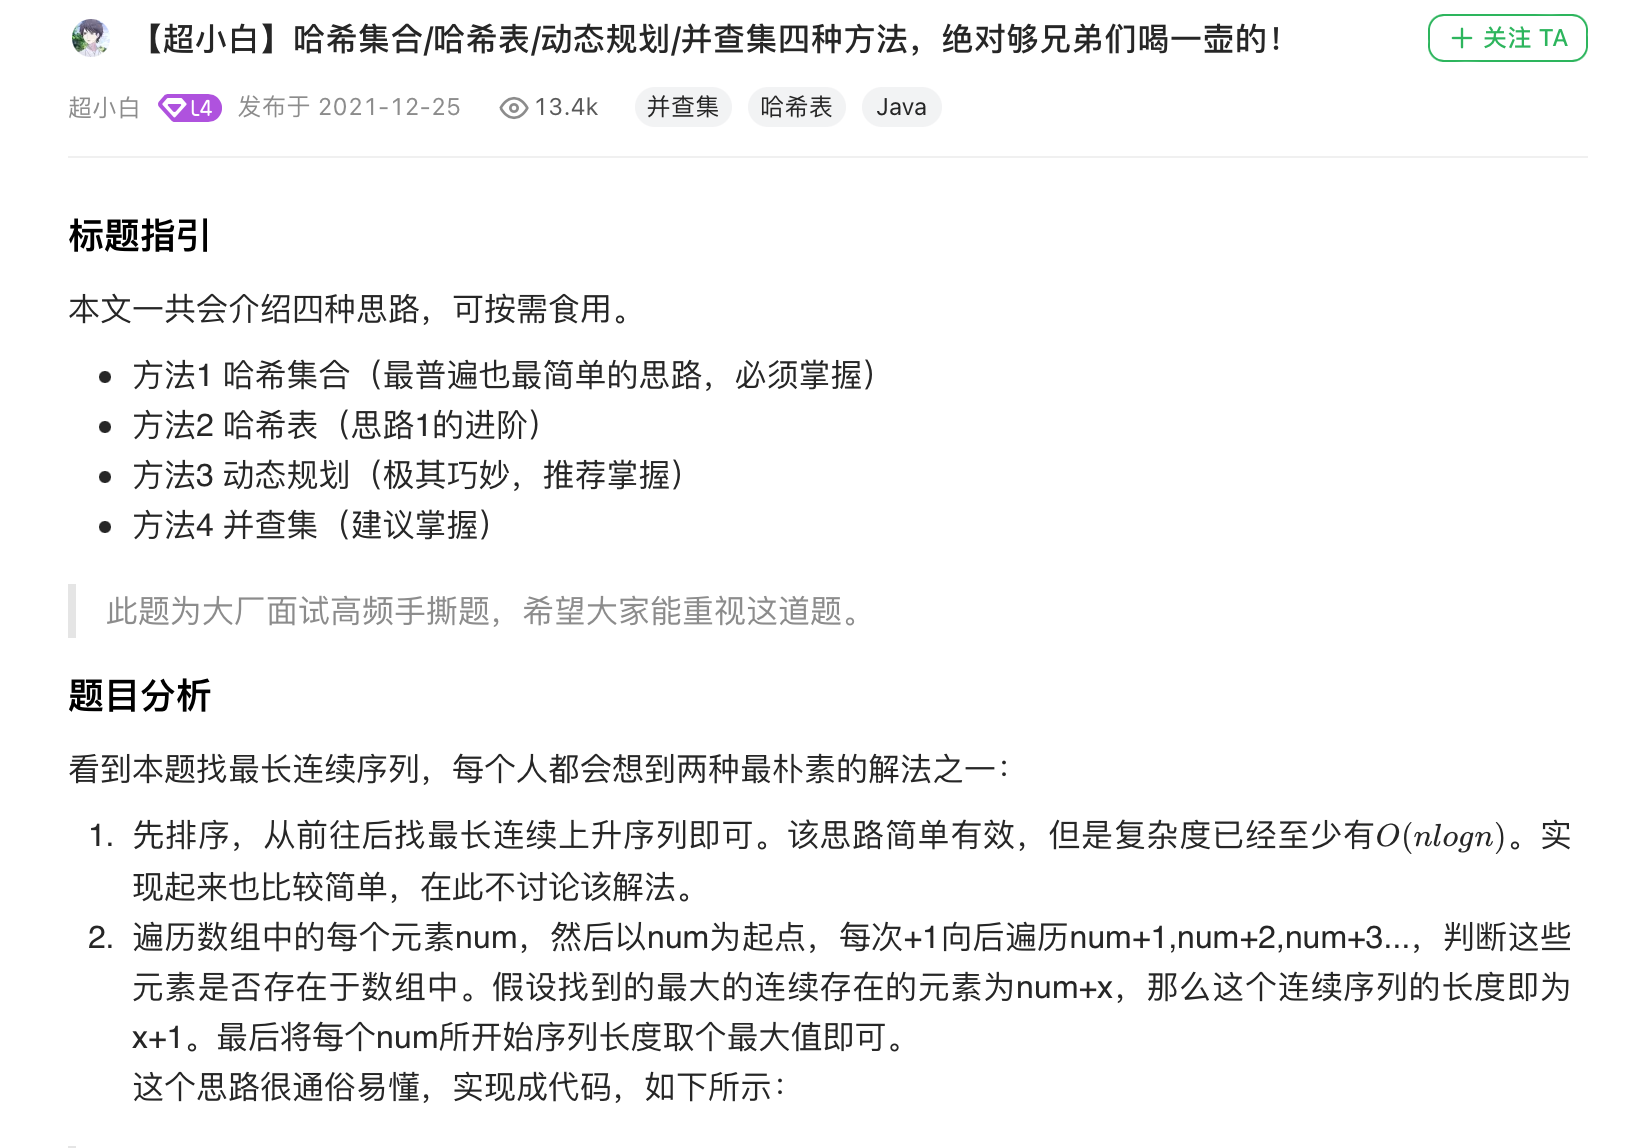 【超小白】哈希集合/哈希表/动态规划/并查集四种方法，绝对够兄弟们喝一壶的！
＋ 关注 TA
超小白 L4 发布于 2021-12-25 13.4k 并查集 哈希表 Java
标题指引
本文一共会介绍四种思路，可按需食用。
• 方法1 哈希集合（最普遍也最简单的思路，必须掌握）
• 方法2 哈希表（思路1的进阶）
• 方法3 动态规划（极其巧妙，推荐掌握）
• 方法4 并查集（建议掌握）
此题为大厂面试高频手撕题，希望大家能重视这道题。
题目分析
看到本题找最长连续序列，每个人都会想到两种最朴素的解法之一：
1. 先排序，从前往后找最长连续上升序列即可。该思路简单有效，但是复杂度已经至少有O(nlogn)。实
现起来也比较简单，在此不讨论该解法。
2. 遍历数组中的每个元素num，然后以num为起点，每次+1向后遍历num+1,num+2,num+3...，判断这些
元素是否存在于数组中。假设找到的最大的连续存在的元素为num+x，那么这个连续序列的长度即为
x+1。最后将每个num所开始序列长度取个最大值即可。
这个思路很通俗易懂，实现成代码，如下所示：